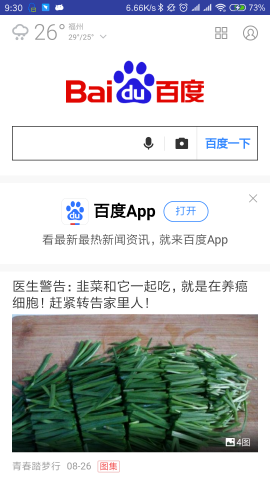 9:30
6.66K/s
73%
26°
福州
29°/25°
Bai du 百度
百度一下
百度App
打开
看最新最热新闻资讯，就来百度App
医生警告：韭菜和它一起吃，就是在养癌
细胞！赶紧转告家里人！
4图
青春踏梦行 08-26 图集